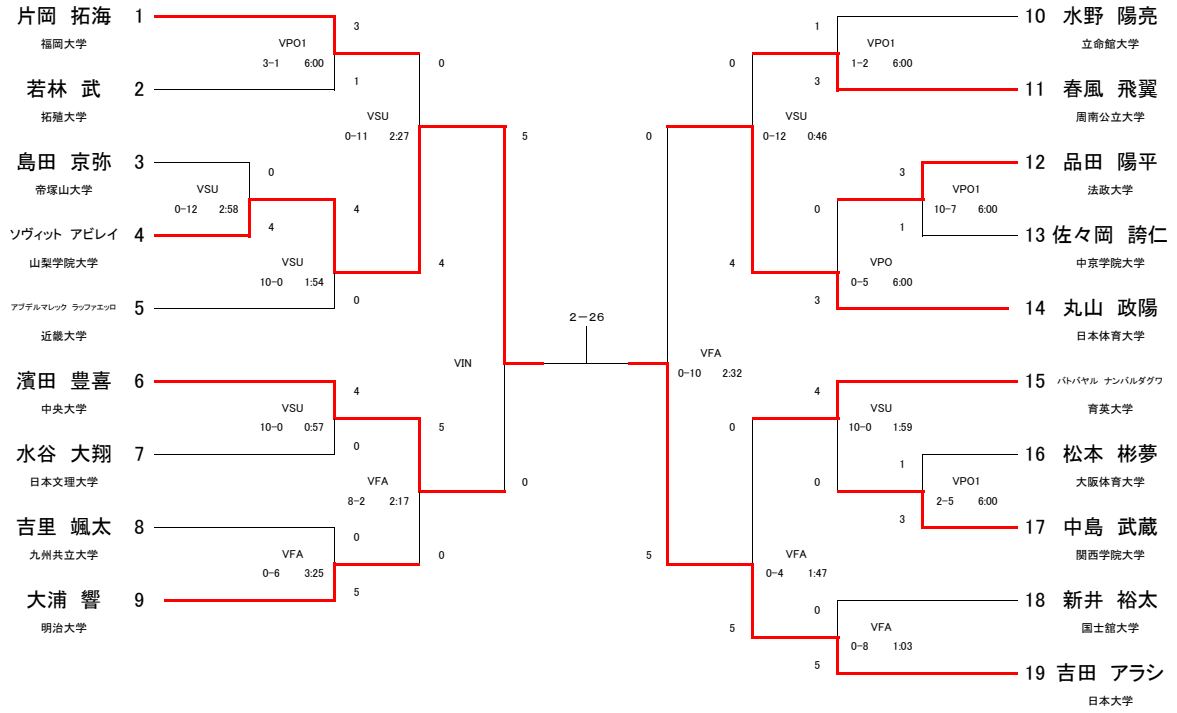 片岡 拓海 1
福岡大学
若林 武 2
拓殖大学
島田 京弥 3
帝塚山大学
ソヴィット アビレイ 4
山梨学院大学
アブデルマレック ラッファエッロ 5
近畿大学
濱田 豊喜 6
中央大学
水谷 大翔 7
日本文理大学
吉里 颯太 8
九州共立大学
大浦 響 9
明治大学
3
VPO1
3-1 6:00
1
0
VSU
0-12 2:58
4
VSU
10-0 1:54
0
4
VSU
10-0 0:57
0
0
VFA
0-6 3:25
5
0
VSU
0-11 2:27
4
4
5
VFA
8-2 2:17
0
5
VIN
0
2-26
0
VFA
0-10 2:32
5
0
VSU
0-12 0:46
4
0
VFA
0-4 1:47
5
1
VPO1
1-2 6:00
3
3
VPO1
10-7 6:00
1
0
VPO
0-5 6:00
3
4
VSU
10-0 1:59
0
1
VPO1
2-5 6:00
3
0
VFA
0-8 1:03
5
10 水野 陽亮
立命館大学
11 春風 飛翼
周南公立大学
12 品田 陽平
法政大学
13 佐々岡 誇仁
中京学院大学
14 丸山 政陽
日本体育大学
15 バトバヤル ナンバルダグワ
育英大学
16 松本 彬夢
大阪体育大学
17 中島 武蔵
関西学院大学
18 新井 裕太
国士舘大学
19 吉田 アラシ
日本大学